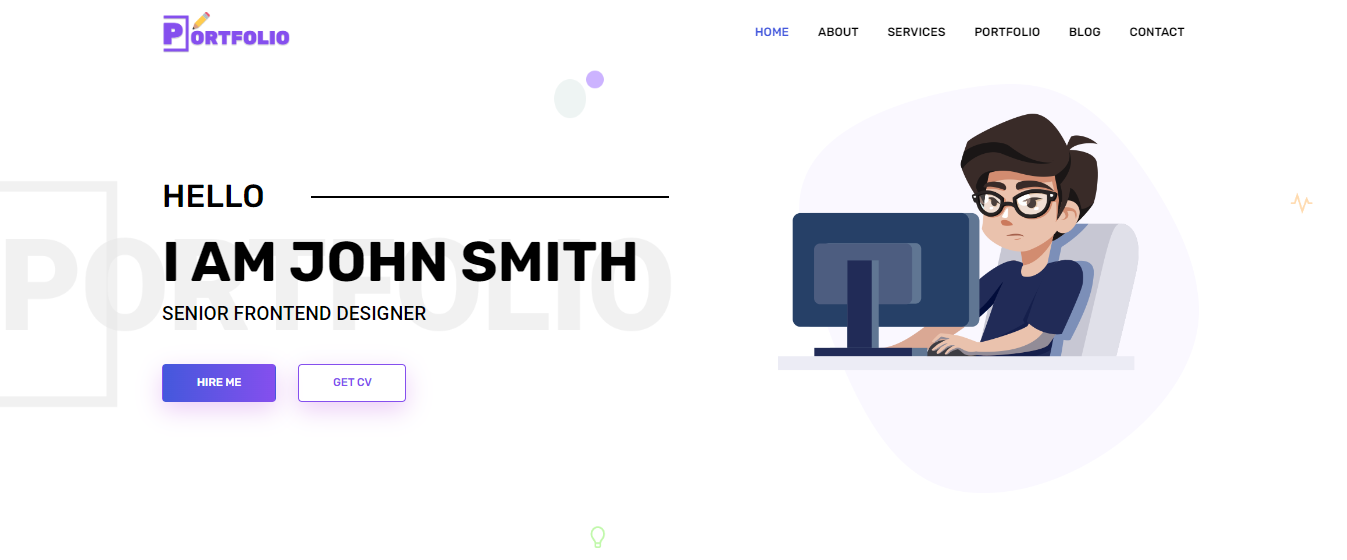 PORTFOLIO
HOME ABOUT SERVICES PORTFOLIO BLOG CONTACT
HELLO
PORTFOLIO
I AM JOHN SMITH
SENIOR FRONTEND DESIGNER
HIRE ME GET CV